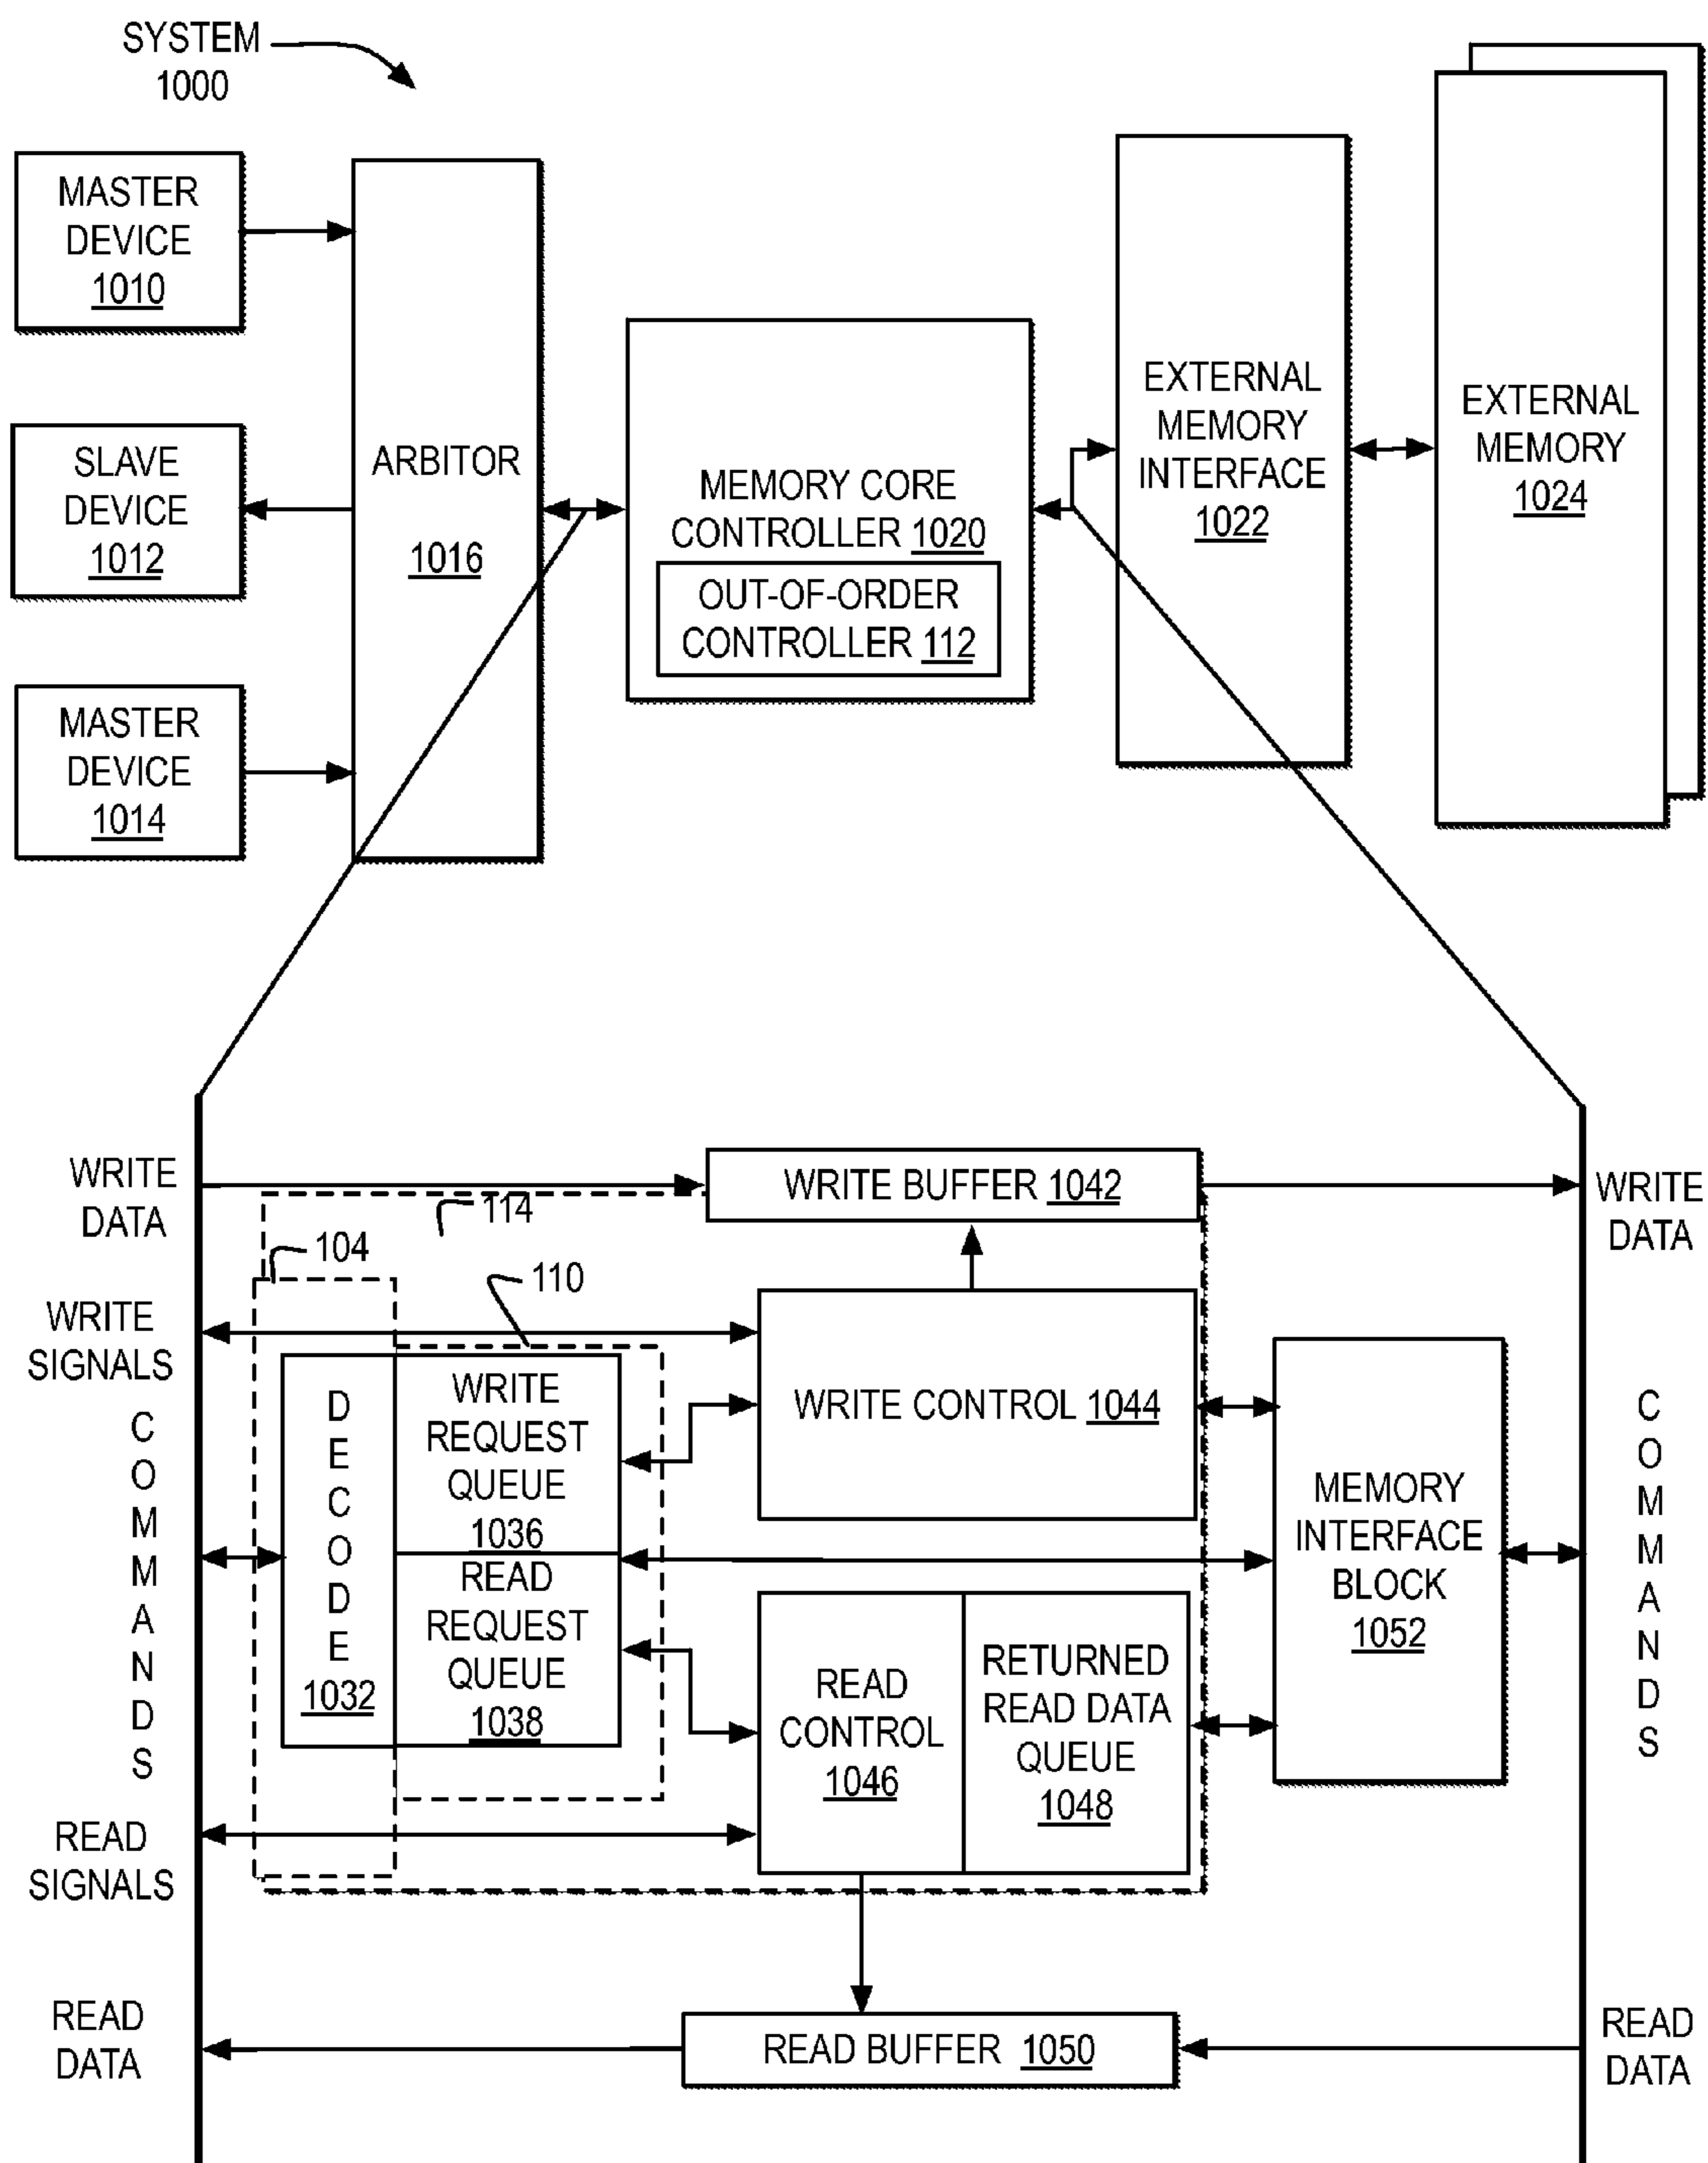 SYSTEM
1000
MASTER
DEVICE
1010
SLAVE
DEVICE
1012
MASTER
DEVICE
1014
ARBITOR
1016
MEMORY CORE
CONTROLLER 1020
OUT-OF-ORDER
CONTROLLER 112
EXTERNAL
MEMORY
INTERFACE
1022
EXTERNAL
MEMORY
1024
WRITE
DATA
WRITE BUFFER 1042
WRITE
DATA
114
104
110
WRITE
SIGNALS
COMMANDS
READ
SIGNALS
DECODE
1032
WRITE
REQUEST
QUEUE
1036
READ
REQUEST
QUEUE
1038
WRITE CONTROL 1044
READ
CONTROL
1046
RETURNED
READ DATA
QUEUE
1048
MEMORY
INTERFACE
BLOCK
1052
COMMANDS
READ
DATA
READ BUFFER 1050
READ
DATA